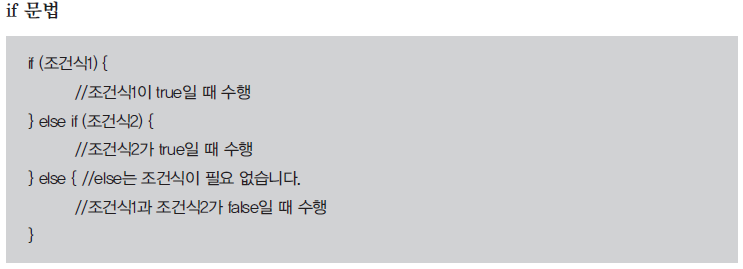 if 문법
if (조건식1) {
//조건식1이 true일 때 수행
} else if (조건식2) {
//조건식2가 true일 때 수행
} else { //else는 조건식이 필요 없습니다.
//조건식1과 조건식2가 false일 때 수행
}